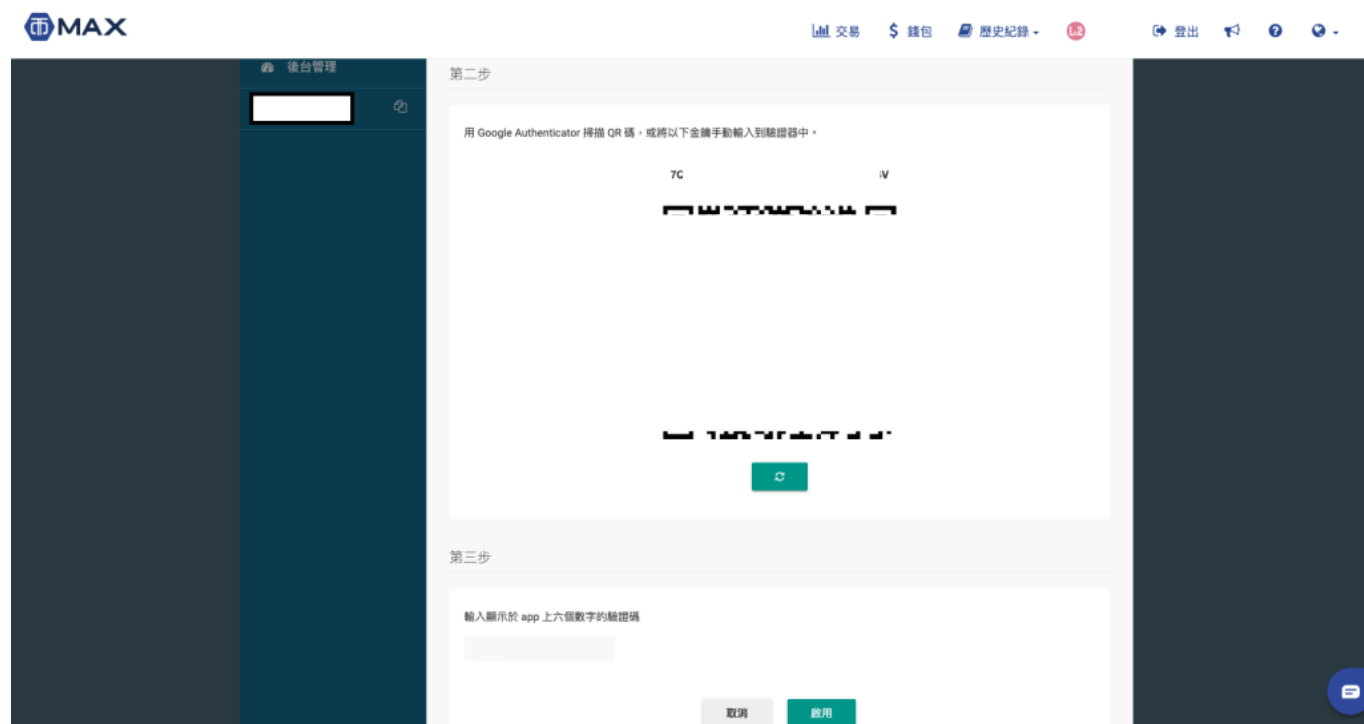 MAX
交易 錢包 歷史紀錄 Lv2 登出
後台管理
第二步
用 Google Authenticator 掃描 QR 碼，或將以下金鑰手動輸入到驗證器中。
7C
V
第三步
輸入顯示於 app 上六個數字的驗證碼
取消 啟用